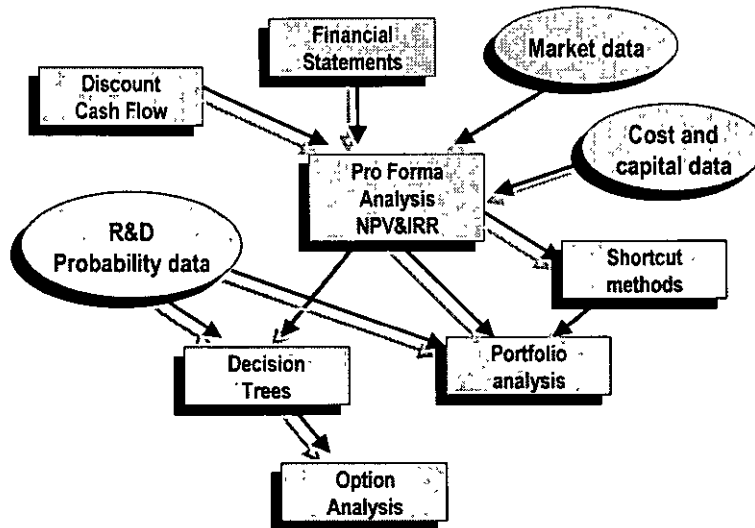 Financial
Statements
Market data
Discount
Cash Flow
Pro Forma
Analysis
NPV&IRR
Cost and
capital data
R&D
Probability data
Shortcut
methods
Decision
Trees
Portfolio
analysis
Option
Analysis